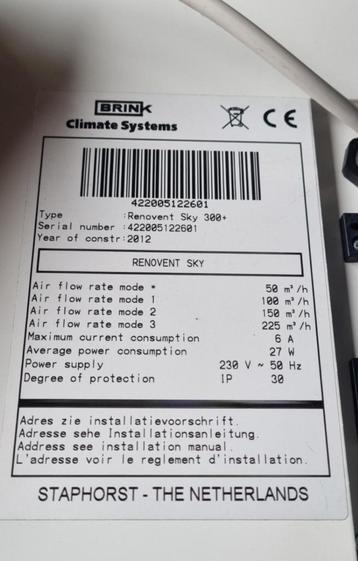 BRINK
Climate Systems
CE
422005122601
Type :Renovent Sky 300+
Serial number :422005122601
Year of constr:2012
RENOVENT SKY
Air flow rate mode * 50 m³/h
Air flow rate mode 1 100 m³/h
Air flow rate mode 2 150 m³/h
Air flow rate mode 3 225 m³/h
Maximum current consumption 6 A
Average power consumption 27 W
Power supply 230 V ~ 50 Hz
Degree of protection IP 30
Adres zie installatievoorschrift.
Adresse sehe Installationsanleitung.
Address see installation manual.
L'adresse voir le reglement d'installation.
STAPHORST - THE NETHERLANDS